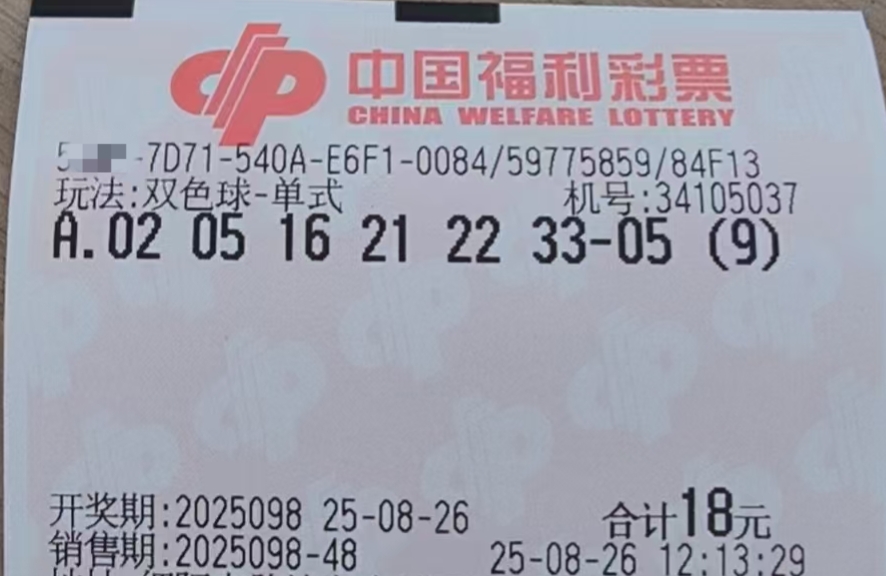 中国福利彩票
CHINA WELFARE LOTTERY
5 -7D71-540A-E6F1-0084/59775859/84F13
玩法:双色球-单式 机号:34105037
A.02 05 16 21 22 33-05 (9)
开奖期:2025098 25-08-26 合计18元
销售期:2025098-48 25-08-26 12:13:29